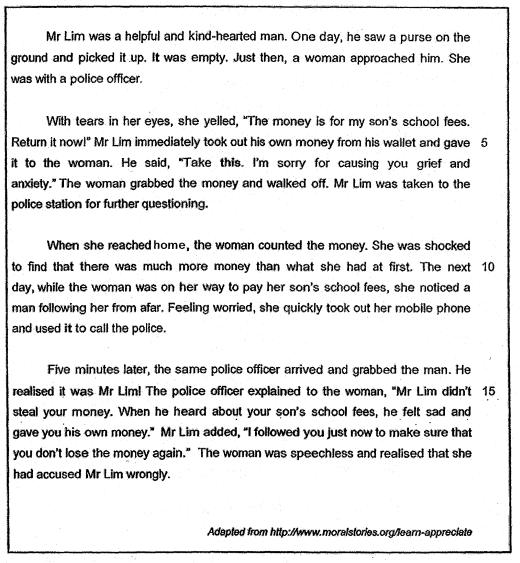 Mr Lim was a helpful and kind-hearted man. One day, he saw a purse on the
ground and picked it up. It was empty. Just then, a woman approached him. She
was with a police officer.
With tears in her eyes, she yelled, "The money is for my son's school fees.
Return it now!" Mr Lim immediately took out his own money from his wallet and gave 5
it to the woman. He said, "Take this. I'm sorry for causing you grief and
anxiety." The woman grabbed the money and walked off. Mr Lim was taken to the
police station for further questioning.
When she reached home, the woman counted the money. She was shocked
to find that there was much more money than what she had at first. The next 10
day, while the woman was on her way to pay her son's school fees, she noticed a
man following her from afar. Feeling worried, she quickly took out her mobile phone
and used it to call the police.
Five minutes later, the same police officer arrived and grabbed the man. He
realised it was Mr Lim! The police officer explained to the woman, "Mr Lim didn't 15
steal your money. When he heard about your son's school fees, he felt sad and
gave you his own money." Mr Lim added, "I followed you just now to make sure that
you don't lose the money again." The woman was speechless and realised that she
had accused Mr Lim wrongly.
Adapted from http://www.moralstories.org/learn-appreciate